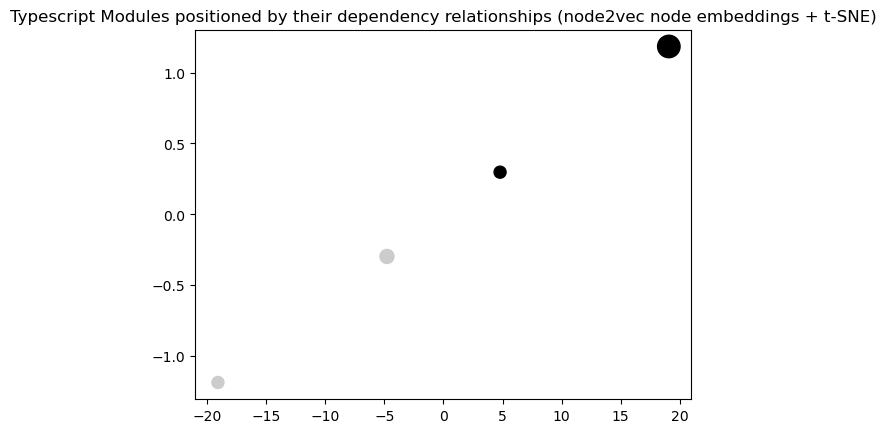 Typescript Modules positioned by their dependency relationships (node2vec node embeddings + t-SNE)
1.0
0.5
0.0
−0.5
−1.0
−20 −15 −10 −5 0 5 10 15 20